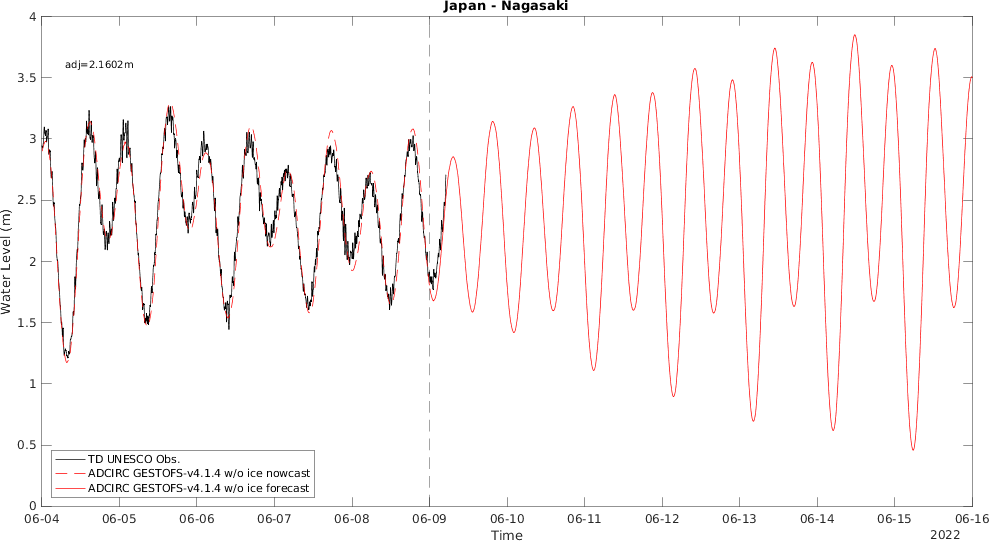 Japan - Nagasaki
4
3.5
3
2.5
2
1.5
1
0.5
0
Water Level (m)
adj=2.1602m
TD UNESCO Obs.
ADCIRC GESTOFS-v4.1.4 w/o ice nowcast
ADCIRC GESTOFS-v4.1.4 w/o ice forecast
06-04 06-05 06-06 06-07 06-08 06-09 06-10 06-11 06-12 06-13 06-14 06-15 06-16
Time
2022